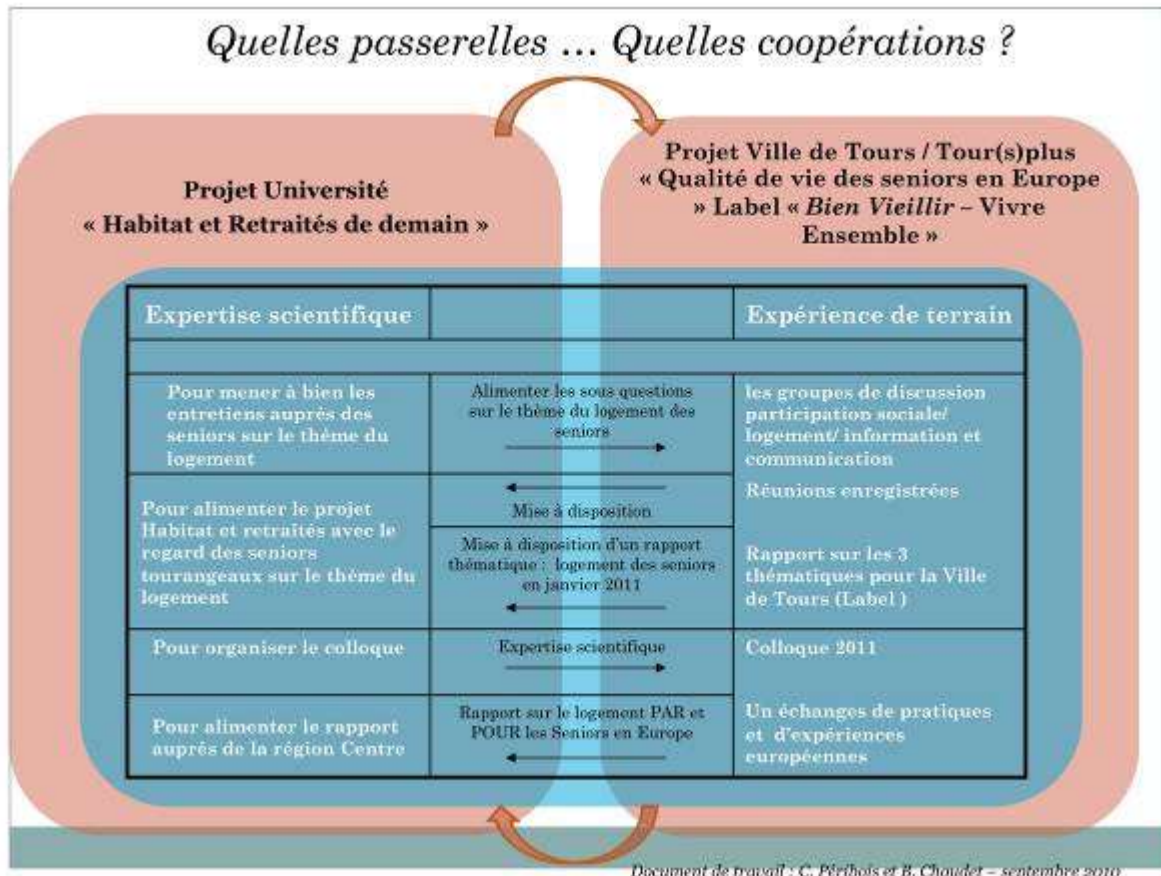 Quelles passerelles … Quelles coopérations ?
Projet Université
« Habitat et Retraités de demain »
Projet Ville de Tours / Tour(s)plus
« Qualité de vie des seniors en Europe
» Label « Bien Vieillir – Vivre
Ensemble »
Expertise scientifique
Expérience de terrain
Pour mener à bien les
entretiens auprès des
seniors sur le thème du
logement
Alimenter les sous questions
sur le thème du logement des
seniors
les groupes de discussion
participation sociale/
logement/ information et
communication
Pour alimenter le projet
Habitat et retraités avec le
regard des seniors
tourangeaux sur le thème du
logement
Mise à disposition
Réunions enregistrées
Mise à disposition d'un rapport
thématique : logement des seniors
en janvier 2011
Rapport sur les 3
thématiques pour la Ville
de Tours (Label )
Pour organiser le colloque
Expertise scientifique
Colloque 2011
Pour alimenter le rapport
auprès de la région Centre
Rapport sur le logement PAR et
POUR les Seniors en Europe
Un échanges de pratiques
et d'expériences
européennes
Document de travail : C. Péribois et B. Chaudet – septembre 2010